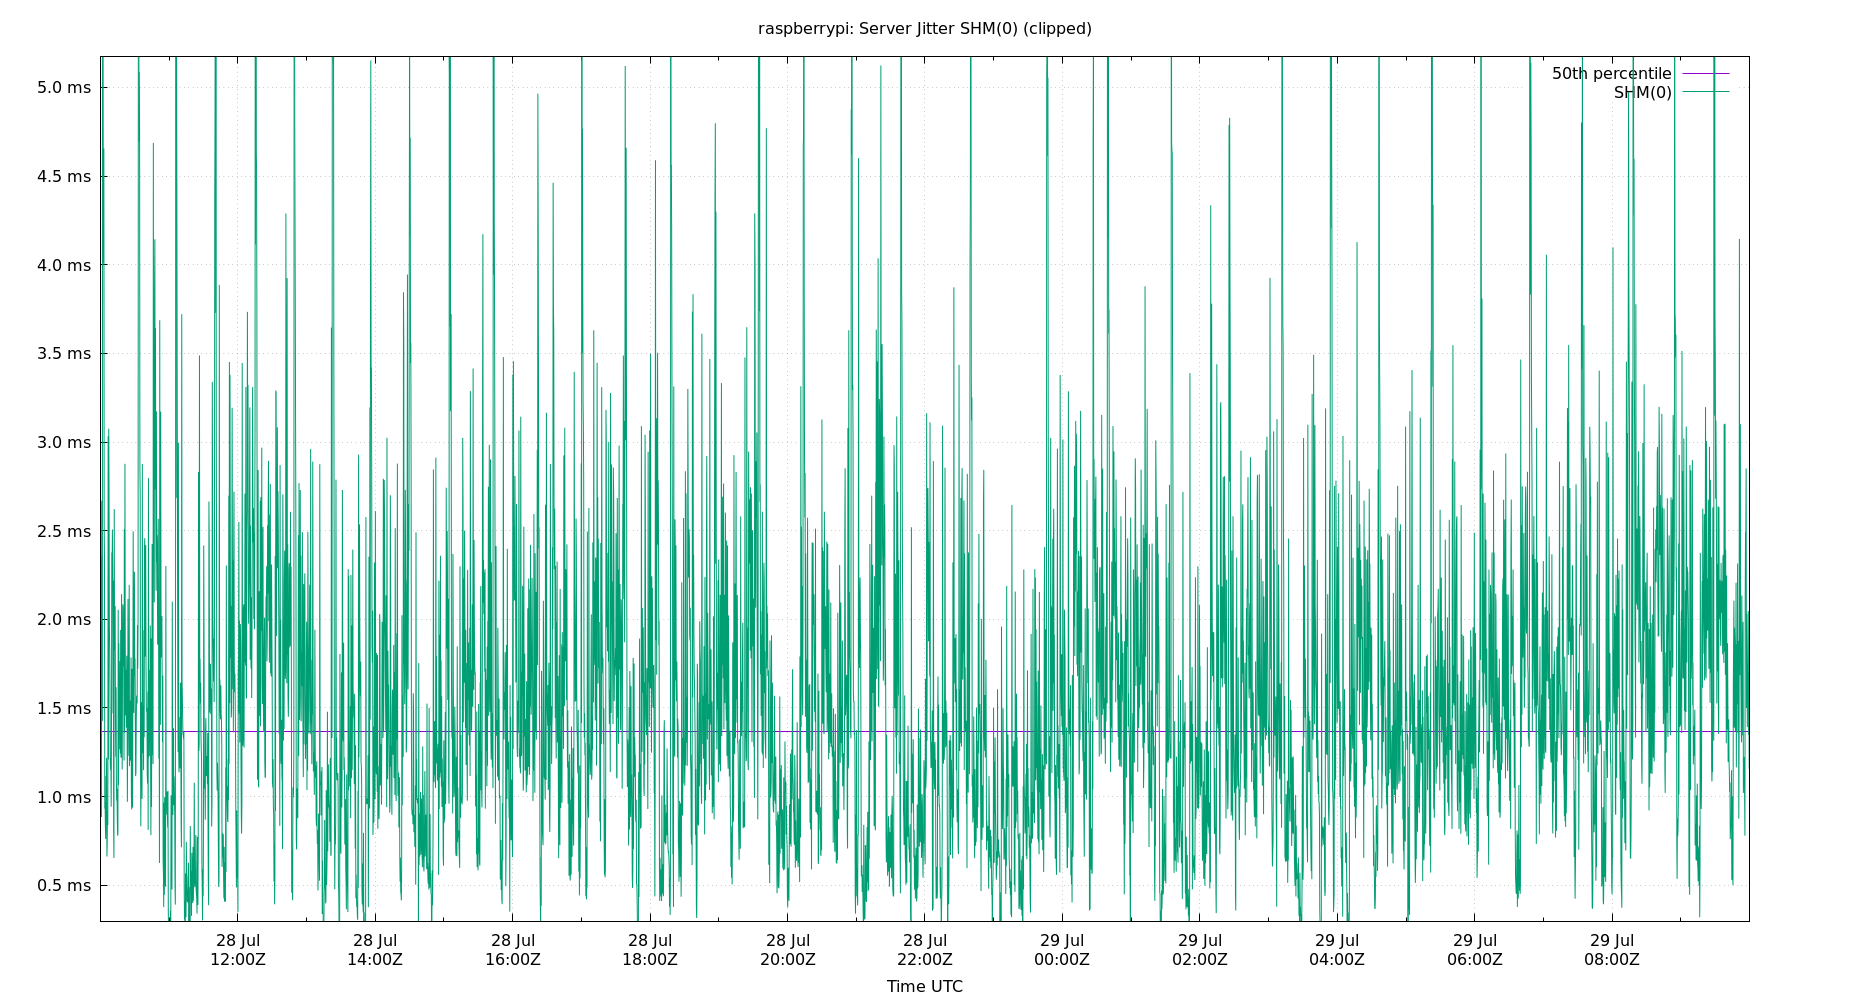 raspberrypi: Server Jitter SHM(0) (clipped)
50th percentile
SHM(0)
5.0 ms
4.5 ms
4.0 ms
3.5 ms
3.0 ms
2.5 ms
2.0 ms
1.5 ms
1.0 ms
0.5 ms
28 Jul 28 Jul 28 Jul 28 Jul 28 Jul 28 Jul 29 Jul 29 Jul 29 Jul 29 Jul 29 Jul
12:00Z 14:00Z 16:00Z 18:00Z 20:00Z 22:00Z 00:00Z 02:00Z 04:00Z 06:00Z 08:00Z
Time UTC